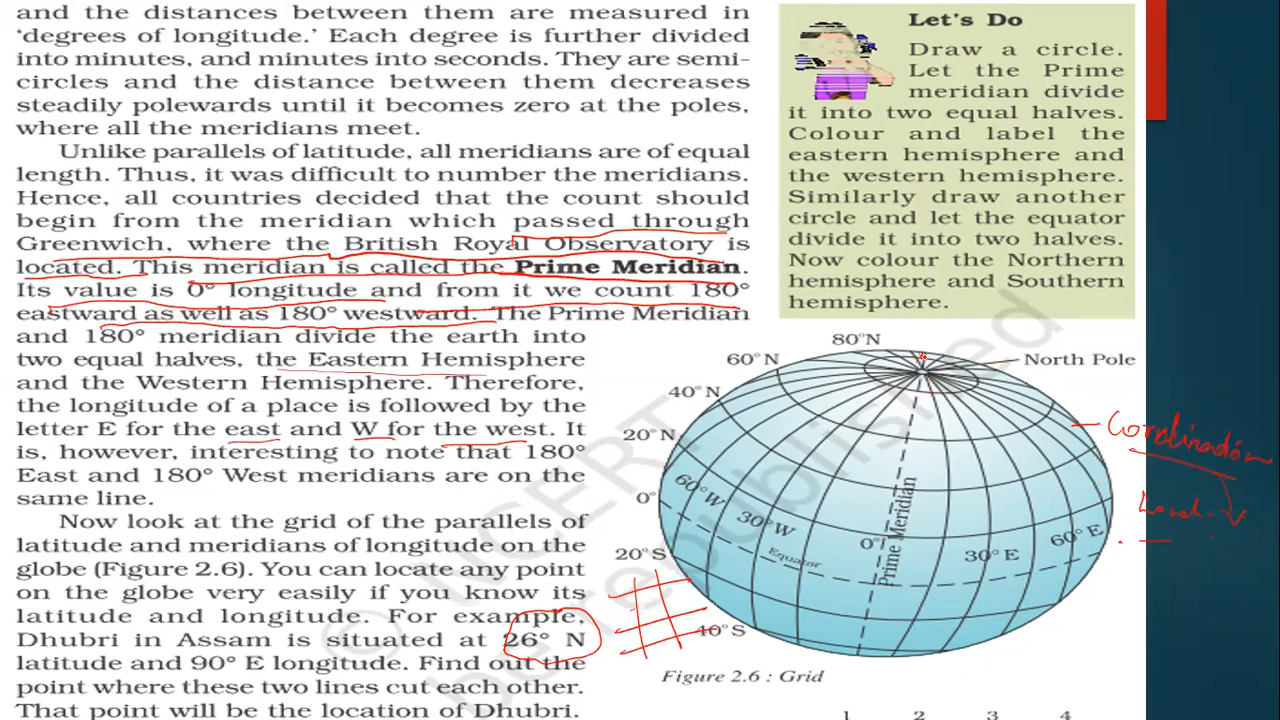 and the distances between them are measured in
‘degrees of longitude.’ Each degree is further divided
into minutes, and minutes into seconds. They are semi-
circles and the distance between them decreases
steadily polewards until it becomes zero at the poles,
where all the meridians meet.
Unlike parallels of latitude, all meridians are of equal
length. Thus, it was difficult to number the meridians.
Hence, all countries decided that the count should
begin from the meridian which passed through
Greenwich, where the British Royal Observatory is
located. This meridian is called the Prime Meridian.
Its value is 0° longitude and from it we count 180°
eastward as well as 180° westward. The Prime Meridian
and 180° meridian divide the earth into
two equal halves, the Eastern Hemisphere
and the Western Hemisphere. Therefore,
the longitude of a place is followed by the
letter E for the east and W for the west. It
is, however, interesting to note that 180°
East and 180° West meridians are on the
same line.
Now look at the grid of the parallels of
latitude and meridians of longitude on the
globe (Figure 2.6). You can locate any point
on the globe very easily if you know its
latitude and longitude. For example,
Dhubri in Assam is situated at 26° N
latitude and 90° E longitude. Find out the
point where these two lines cut each other.
That point will be the location of Dhubri.
Let's Do
Draw a circle.
Let the Prime
meridian divide
it into two equal halves.
Colour and label the
eastern hemisphere and
the western hemisphere.
Similarly draw another
circle and let the equator
divide it into two halves.
Now colour the Northern
hemisphere and Southern
hemisphere.
80°N
60°N
North Pole
40°N
20°N
0°
60°W
30°W
0°
30°E
60°E
Equator
Prime Meridian
20°S
40°S
Figure 2.6 : Grid
1 2 3 4
© NCERT
be republished